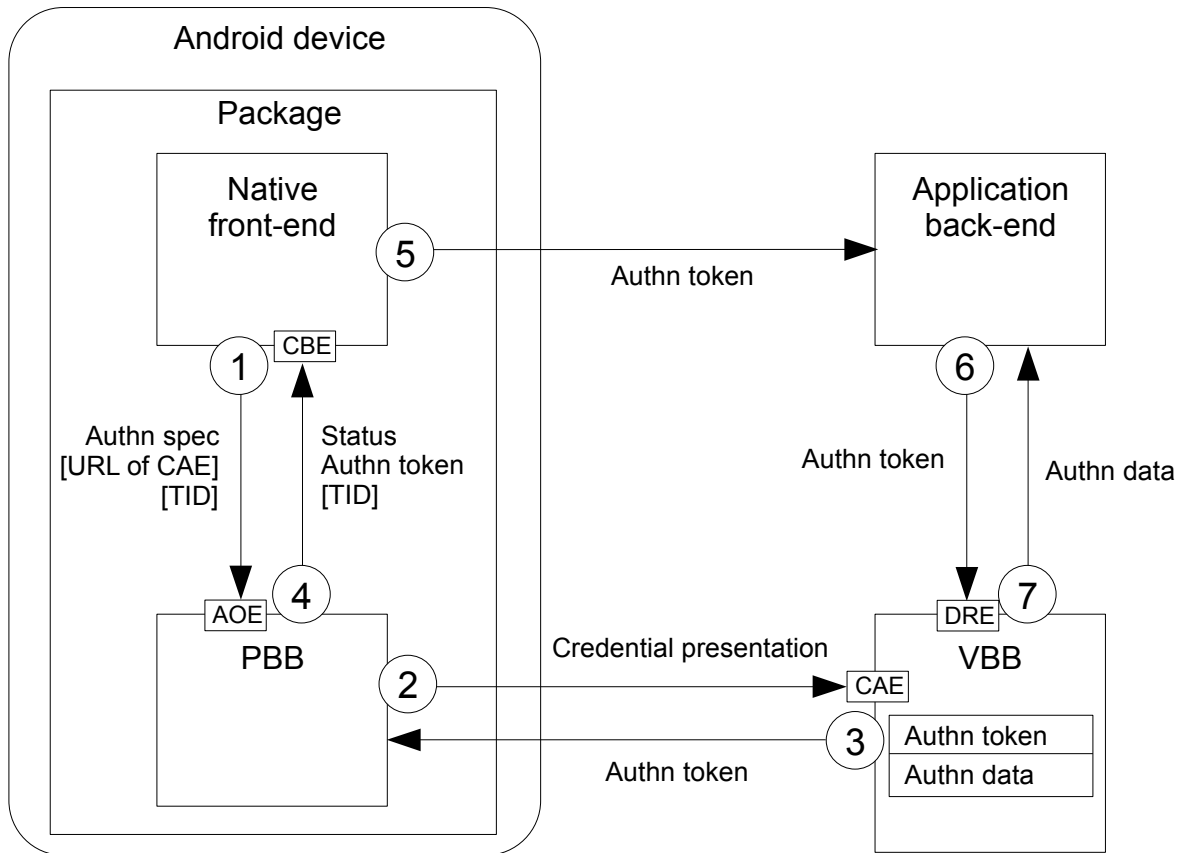 Android device
Package
Native
front-end
Application
back-end
5
Authn token
CBE
1
6
Authn spec
[URL of CAE]
[TID]
Status
Authn token
[TID]
Authn token
Authn data
4
7
AOE
DRE
PBB
VBB
Credential presentation
2
CAE
3
Authn token
Authn token
Authn data